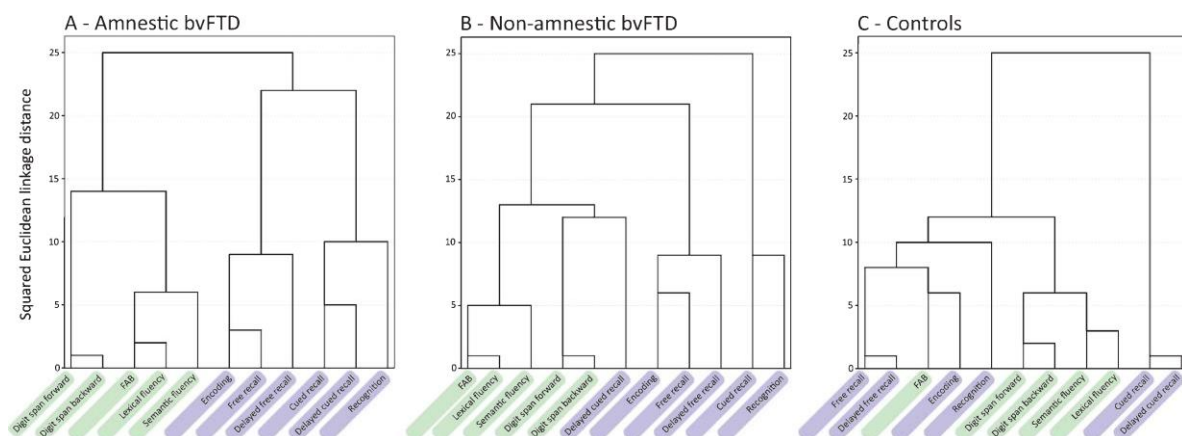 A - Amnestic bvFTD
B - Non-amnestic bvFTD
C - Controls
Squared Euclidean linkage distance
25
20
15
10
5
0
Digit span forward
Digit span backward
FAB
Lexical fluency
Semantic fluency
Encoding
Free recall
Delayed free recall
Cued recall
Delayed cued recall
Recognition
25
20
15
10
5
0
FAB
Lexical fluency
Semantic fluency
Digit span forward
Digit span backward
Delayed cued recall
Encoding
Free recall
Delayed free recall
Cued recall
Recognition
25
20
15
10
5
0
Free recall
Delayed free recall
FAB
Encoding
Recognition
Digit span forward
Digit span backward
Semantic fluency
Lexical fluency
Cued recall
Delayed cued recall